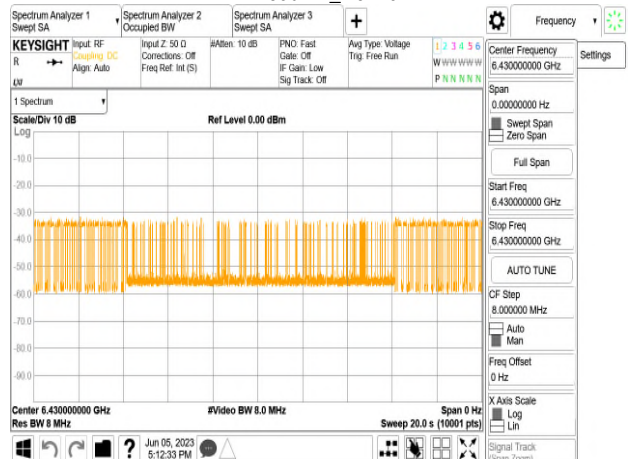 Spectrum Analyzer 1
Swept SA
Spectrum Analyzer 2
Occupied BW
Spectrum Analyzer 3
Swept SA
+
Frequency
KEYSIGHT
R
Input: RF
Coupling: DC
Align: Auto
Input Z: 50 Ω
Corrections: Off
Freq Ref: Int (S)
#Atten: 10 dB
PNO: Fast
Gate: Off
IF Gain: Low
Sig Track: Off
Avg Type: Voltage
Trig: Free Run
1 2 3 4 5 6
W W W W W W
P N N N N N
Center Frequency
6.430000000 GHz
Settings
Span
0.00000000 Hz
Swept Span
Zero Span
Full Span
Start Freq
6.430000000 GHz
Stop Freq
6.430000000 GHz
AUTO TUNE
CF Step
8.000000 MHz
Auto
Man
Freq Offset
0 Hz
X Axis Scale
Log
Lin
Signal Track
(Span Zoom)
1 Spectrum
Scale/Div 10 dB
Ref Level 0.00 dBm
Log
-10.0
-20.0
-30.0
-40.0
-50.0
-60.0
-70.0
-80.0
-90.0
Center 6.430000000 GHz
#Video BW 8.0 MHz
Span 0 Hz
Res BW 8 MHz
Sweep 20.0 s (10001 pts)
?
Jun 05, 2023
5:12:33 PM